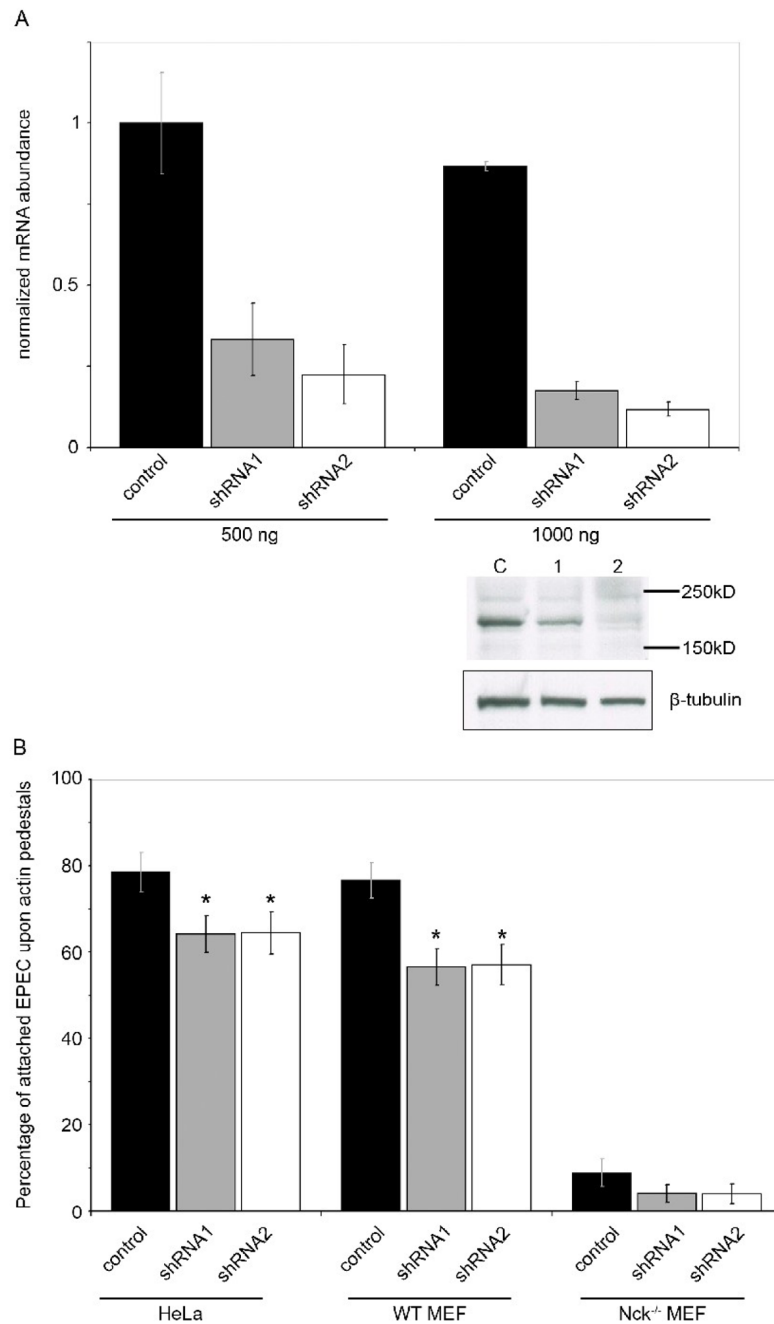 A
normalized mRNA abundance
1
0.5
0
control shRNA1 shRNA2 control shRNA1 shRNA2
500 ng 1000 ng
C 1 2
250kD
150kD
β-tubulin
B
Percentage of attached EPEC upon actin pedestals
100
80
60
40
20
0
* * * *
control shRNA1 shRNA2 control shRNA1 shRNA2 control shRNA1 shRNA2
HeLa WT MEF Nck-/- MEF